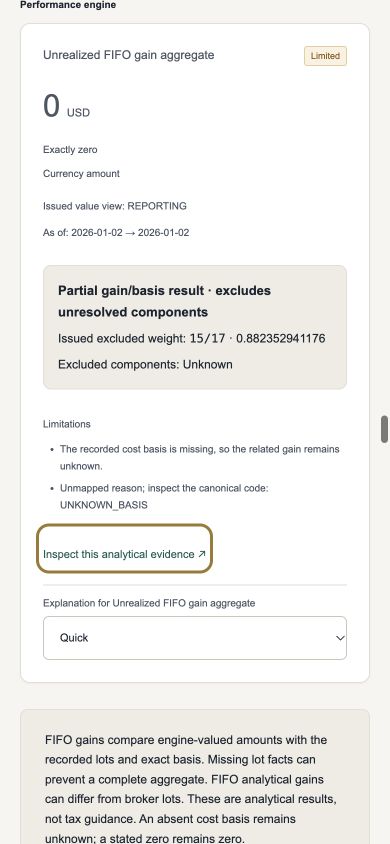 Performance engine
Unrealized FIFO gain aggregate
Limited
0 USD
Exactly zero
Currency amount
Issued value view: REPORTING
As of: 2026-01-02 → 2026-01-02
Partial gain/basis result · excludes
unresolved components
Issued excluded weight: 15/17 · 0.882352941176
Excluded components: Unknown
Limitations
• The recorded cost basis is missing, so the related gain remains
unknown.
• Unmapped reason; inspect the canonical code:
UNKNOWN_BASIS
Inspect this analytical evidence ↗
Explanation for Unrealized FIFO gain aggregate
Quick
FIFO gains compare engine-valued amounts with the
recorded lots and exact basis. Missing lot facts can
prevent a complete aggregate. FIFO analytical gains
can differ from broker lots. These are analytical results,
not tax guidance. An absent cost basis remains
unknown; a stated zero remains zero.